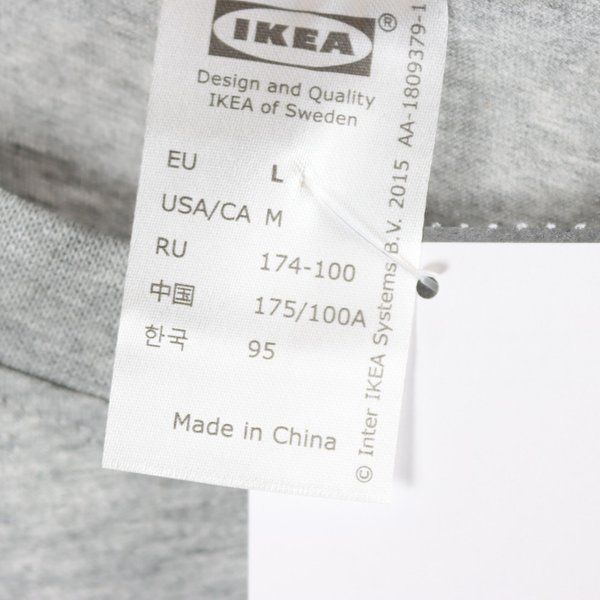 IKEA®
Design and Quality
IKEA of Sweden
EU L
USA/CA M
RU 174-100
中国 175/100A
한국 95
Made in China
© Inter IKEA Systems B.V. 2015 AA-1809379-1